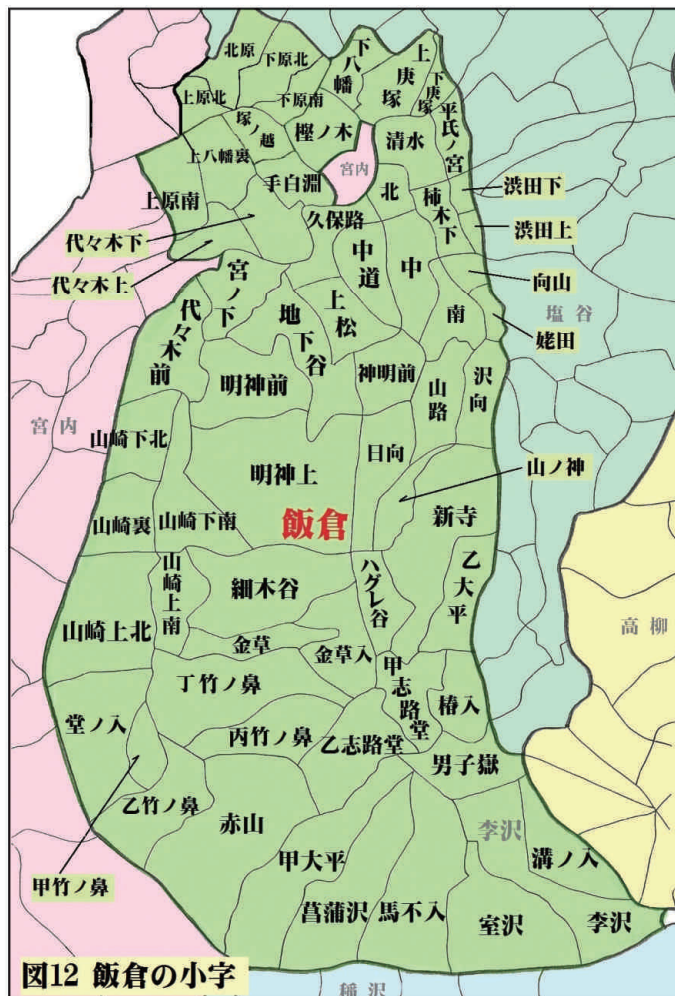 北原
下原北
下八幡
上庚塚
下庚塚
上原北
下原南
塚ノ越
樫ノ木
清水
平氏ノ宮
上八幡裏
宮内
手白淵
北
柿木下
渋田下
上原南
久保路
渋田上
代々木下
中道
中
代々木上
宮ノ下
地下谷
上松
向山
塩谷
代々木前
南
姥田
明神前
神明前
山路
沢向
宮内
山崎下北
日向
明神上
山ノ神
山崎裏
山崎下南
飯倉
新寺
山崎上南
細木谷
ハグレ谷
乙大平
山崎上北
高柳
金草
金草入
丁竹ノ鼻
甲志路堂
椿入
堂ノ入
丙竹ノ鼻
乙志路堂
男子嶽
乙竹ノ鼻
赤山
李沢
甲大平
溝ノ入
甲竹ノ鼻
菖蒲沢
馬不入
室沢
李沢
図12 飯倉の小字
稲沢